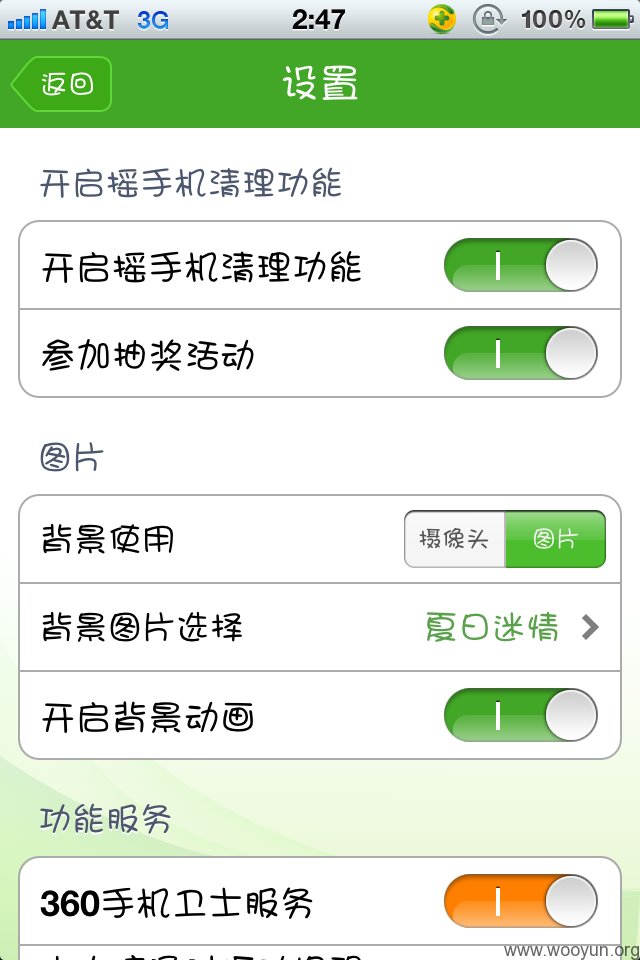 AT&T 3G 2:47 100%
返回 设置
开启摇手机清理功能
开启摇手机清理功能
参加抽奖活动
图片
背景使用 摄像头 图片
背景图片选择 夏日迷情
开启背景动画
功能服务
360手机卫士服务
www.wooyun.org